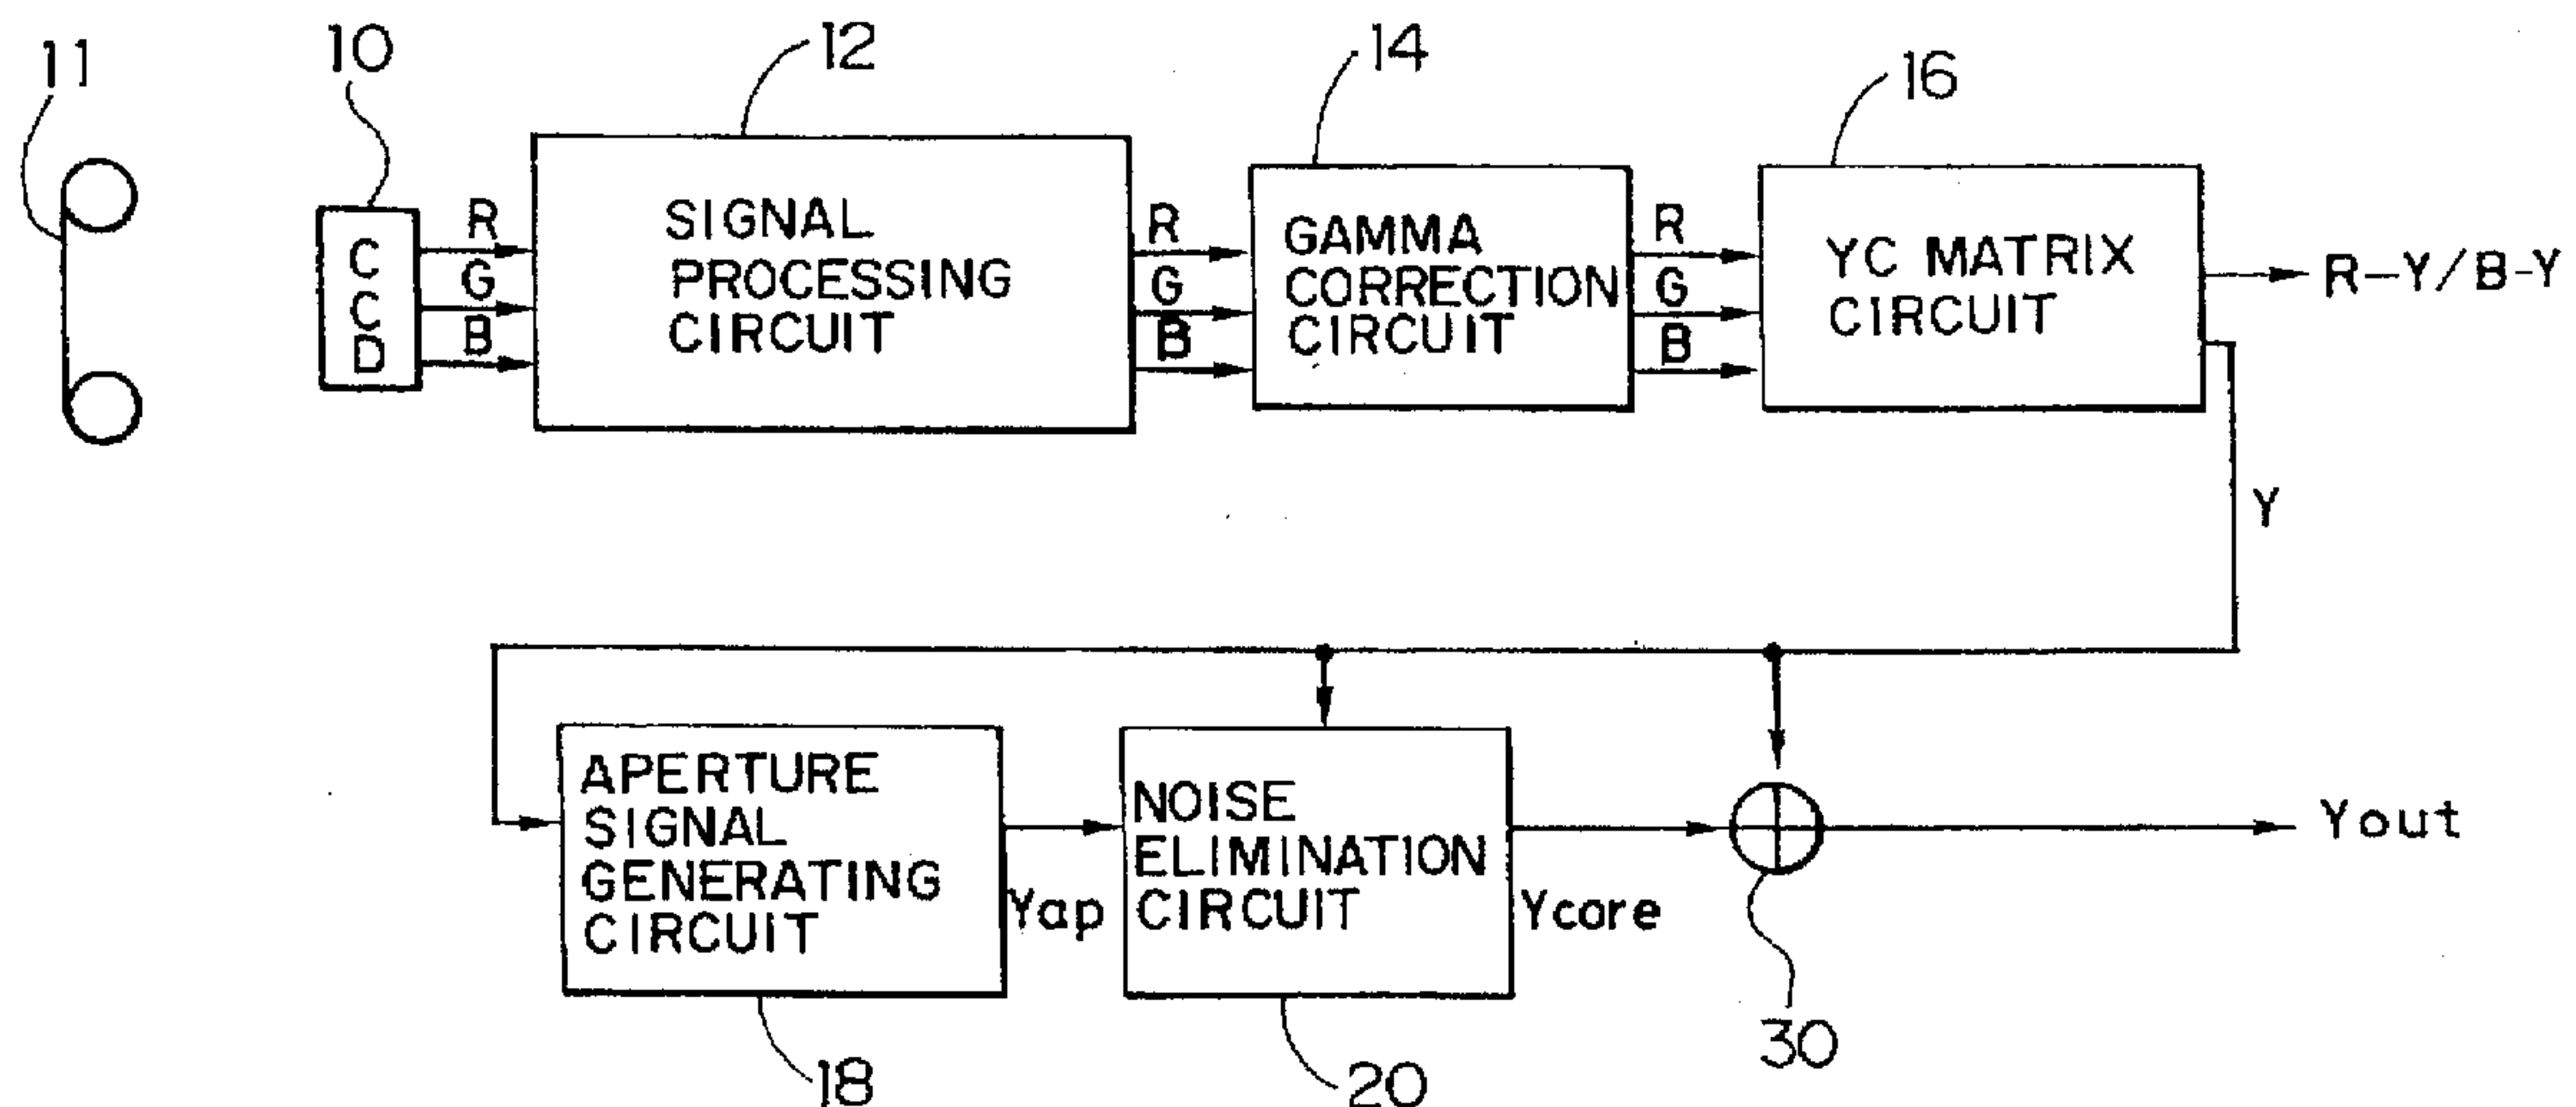 11
10
12
14
16
C
C
D
R
G
B
SIGNAL
PROCESSING
CIRCUIT
R
G
B
GAMMA
CORRECTION
CIRCUIT
R
G
B
YC MATRIX
CIRCUIT
R-Y/B-Y
Y
APERTURE
SIGNAL
GENERATING
CIRCUIT
Yap
NOISE
ELIMINATION
CIRCUIT
Ycore
Yout
18
20
30